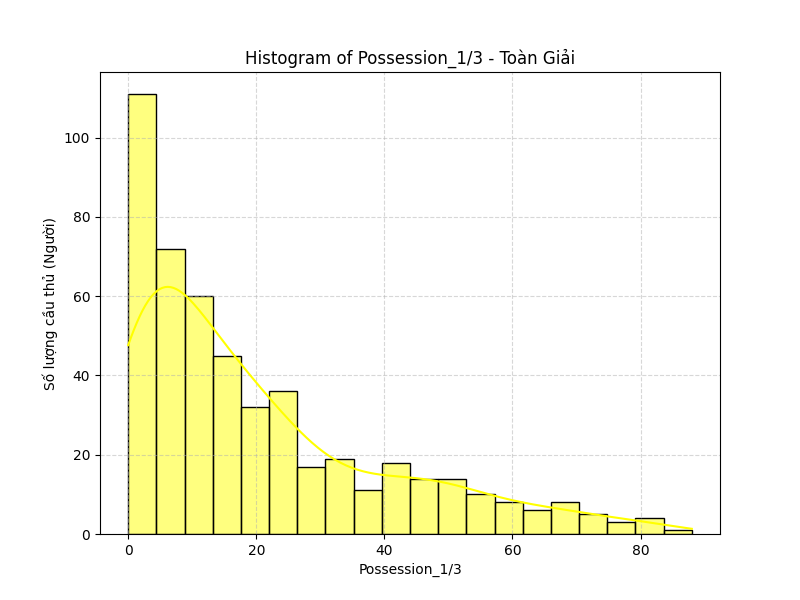 Histogram of Possession_1/3 - Toàn Giải
100
80
60
40
20
0
Số lượng cầu thủ (Người)
0 20 40 60 80
Possession_1/3